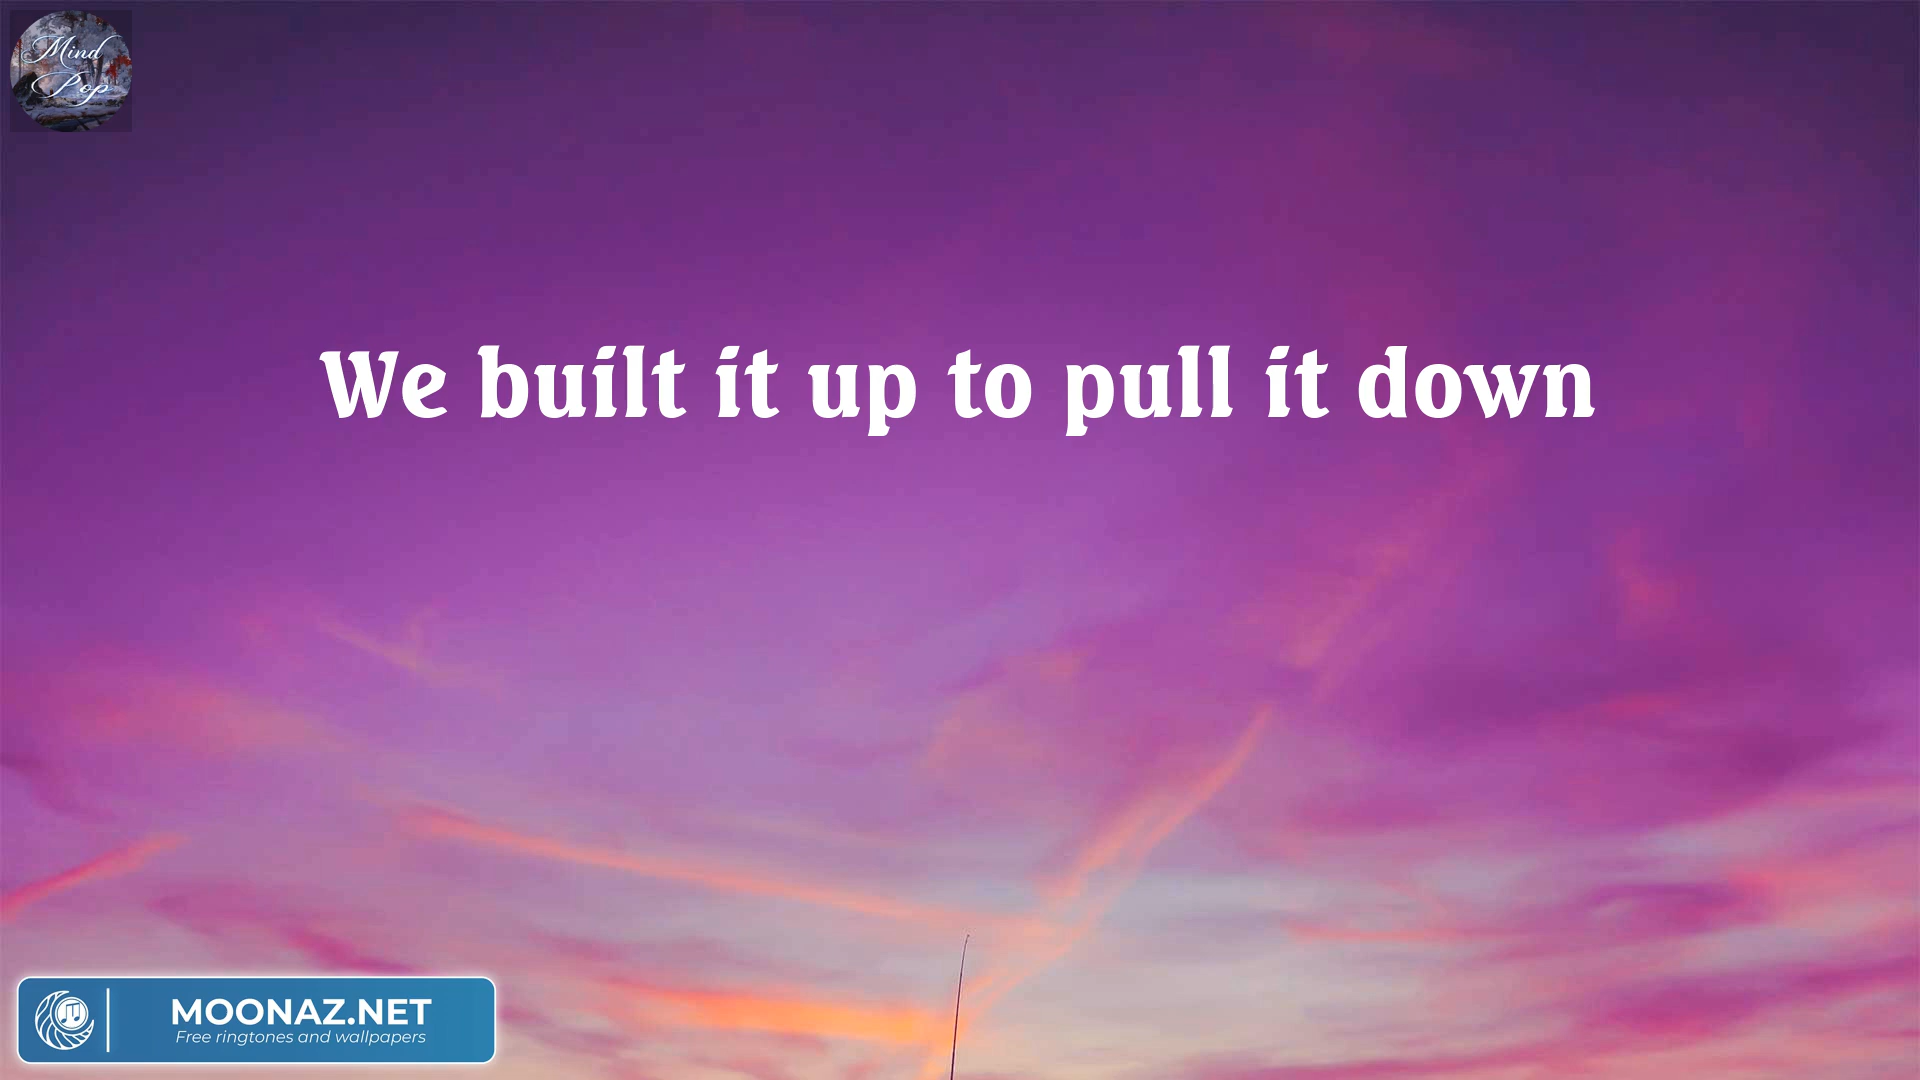 Mind
Pop
We built it up to pull it down
MOONAZ.NET
Free ringtones and wallpapers